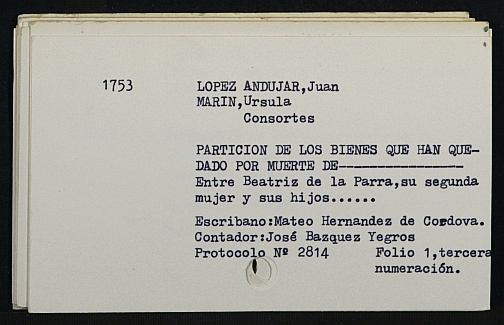 1753
LOPEZ ANDUJAR,Juan
MARIN,Ursula
Consortes
PARTICION DE LOS BIENES QUE HAN QUE-
DADO POR MUERTE DE----------------
Entre Beatriz de la Parra,su segunda
mujer y sus hijos......
Escribano:Mateo Hernandez de Cordova.
Contador:José Bazquez Yegros
Protocolo Nº 2814 Folio 1,tercera
numeración.